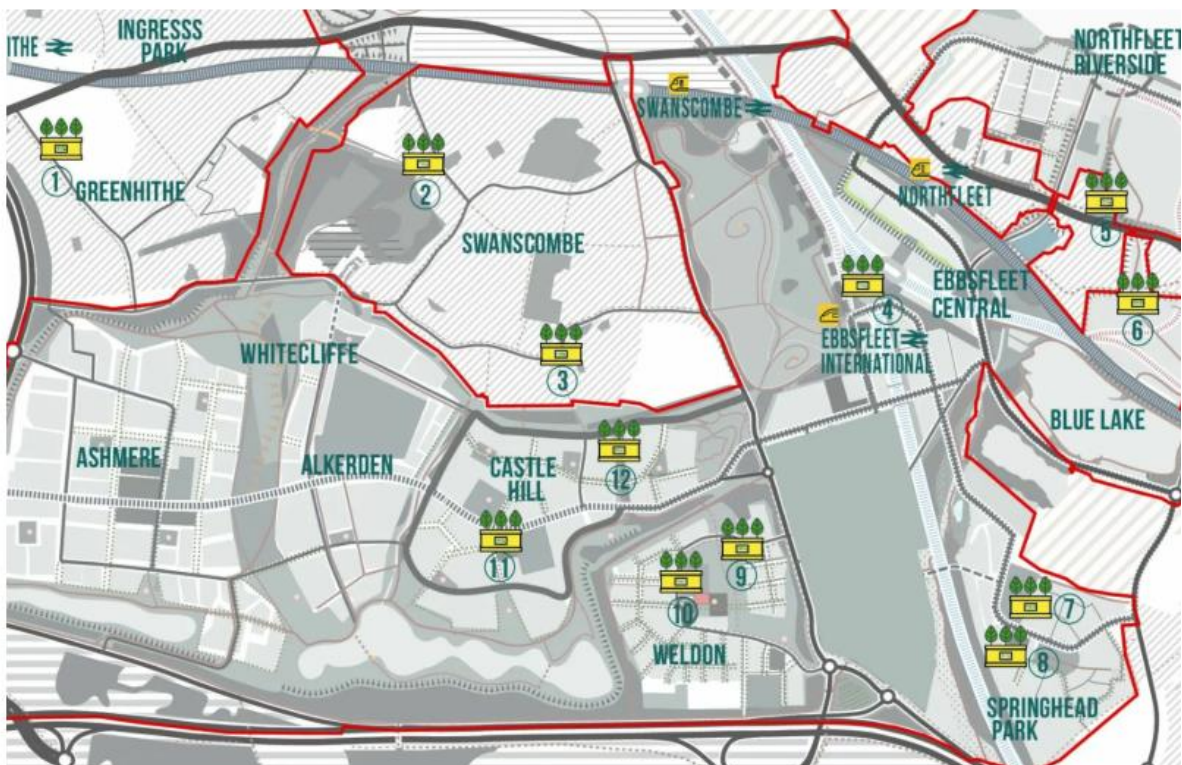 INGRESSS
PARK
ITHE
NORTHFLEET
RIVERSIDE
SWANSCOMBE
1
GREENHITHE
2
NORTHFLEET
5
SWANSCOMBE
4
EBBSFLEET
CENTRAL
6
EBBSFLEET
INTERNATIONAL
WHITECLIFFE
3
BLUE LAKE
ASHMERE
ALKERDEN
CASTLE
HILL
12
11
9
10
7
WELDON
8
SPRINGHEAD
PARK